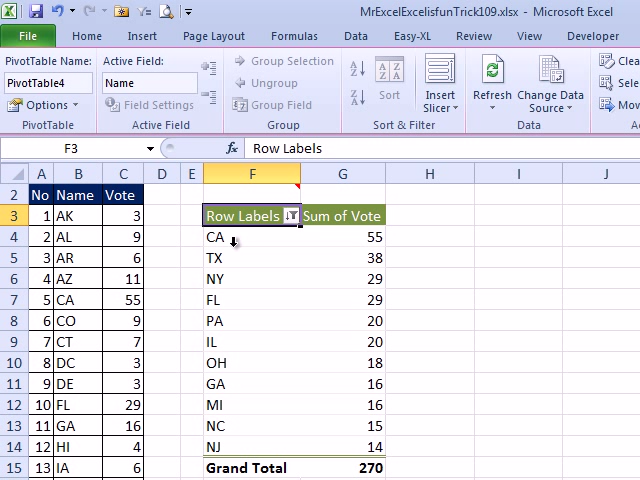 MrExcelExcelisfunTrick109.xlsx - Microsoft Excel
File Home Insert Page Layout Formulas Data Easy-XL Review View Developer
PivotTable Name: Active Field: Group Selection Clea
PivotTable4 Name Ungroup Sort Insert Slicer Refresh Change Data Source Sele
Options Field Settings Group Field Mov
PivotTable Active Field Group Sort & Filter Data
F3 fx Row Labels
A B C D E F G H I J
2 No Name Vote
3 1 AK 3 Row Labels Sum of Vote
4 2 AL 9 CA 55
5 3 AR 6 TX 38
6 4 AZ 11 NY 29
7 5 CA 55 FL 29
8 6 CO 9 PA 20
9 7 CT 7 IL 20
10 8 DC 3 OH 18
11 9 DE 3 GA 16
12 10 FL 29 MI 16
13 11 GA 16 NC 15
14 12 HI 4 NJ 14
15 13 IA 6 Grand Total 270